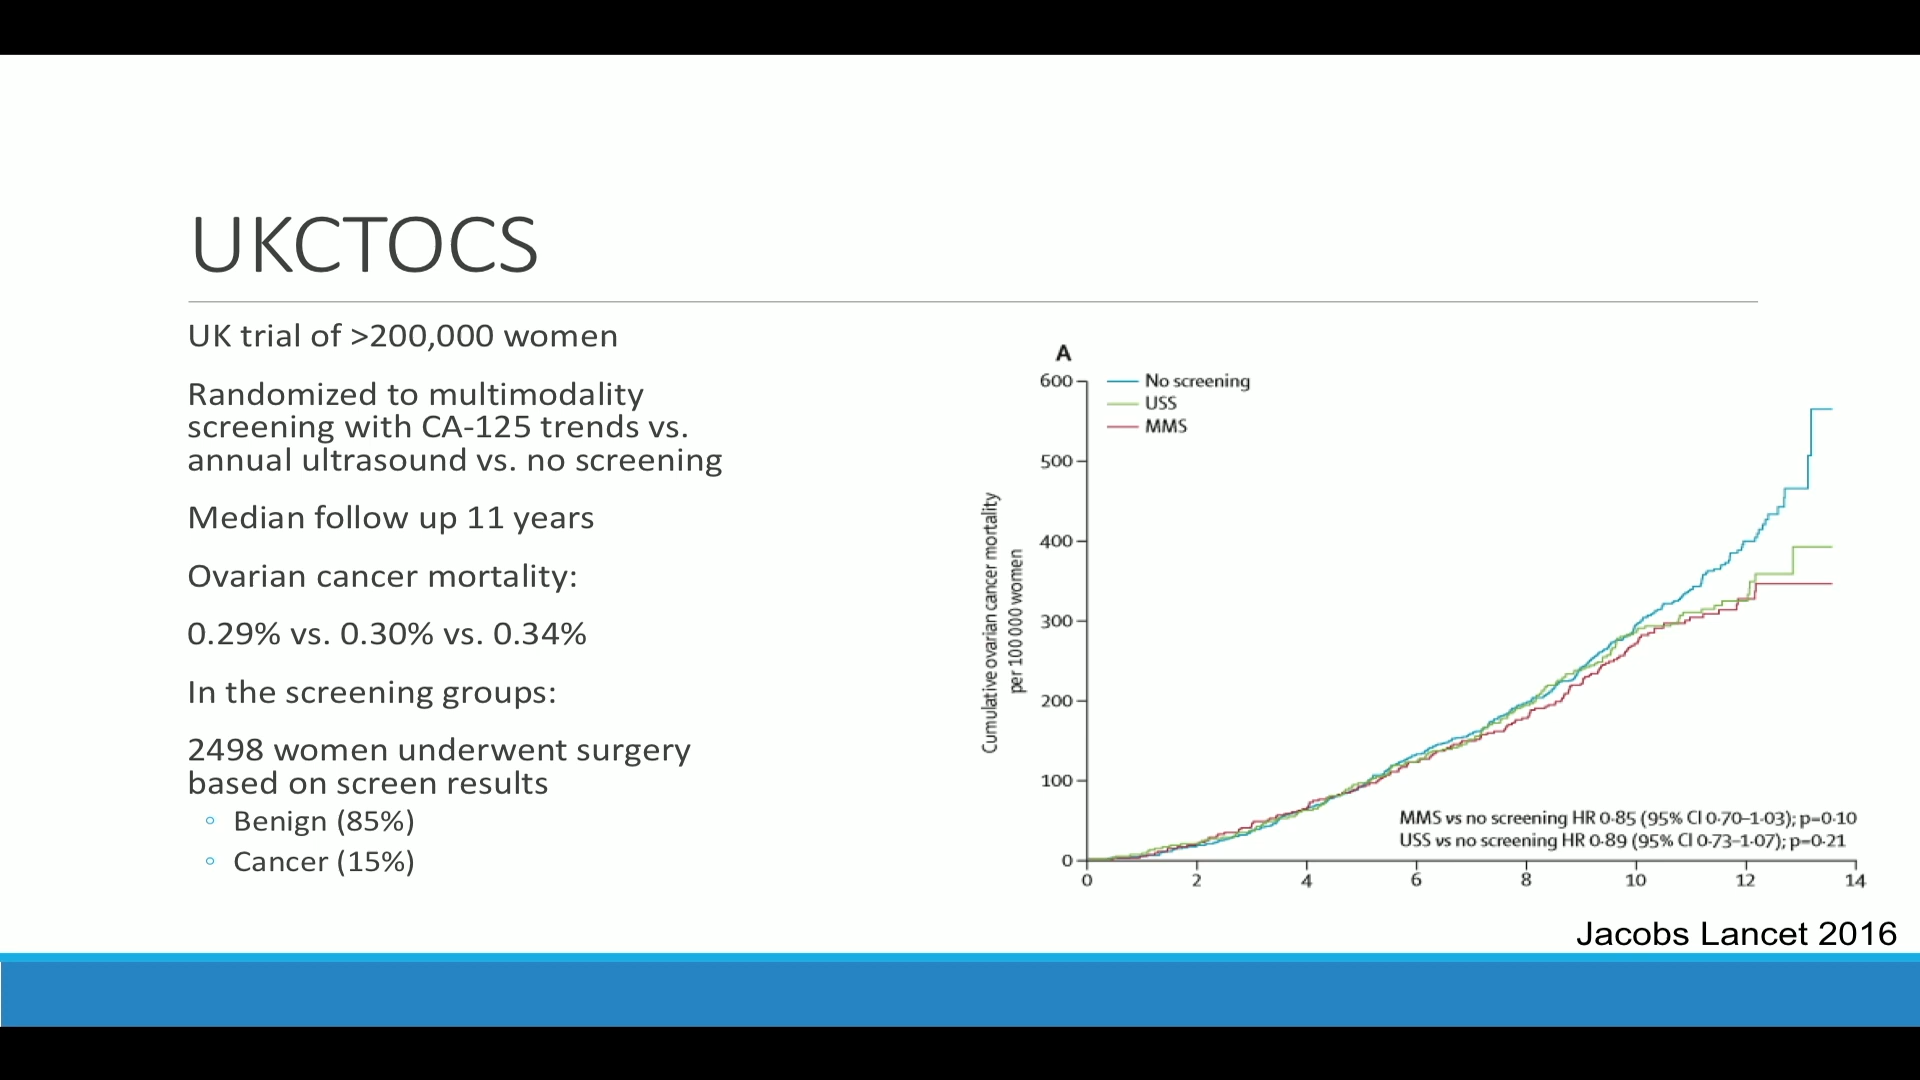 UKCTOCS
UK trial of >200,000 women
Randomized to multimodality
screening with CA-125 trends vs.
annual ultrasound vs. no screening
Median follow up 11 years
Ovarian cancer mortality:
0.29% vs. 0.30% vs. 0.34%
In the screening groups:
2498 women underwent surgery
based on screen results
Benign (85%)
Cancer (15%)
A
No screening
USS
MMS
Cumulative ovarian cancer mortality
per 100 000 women
600
500
400
300
200
100
0
MMS vs no screening HR 0·85 (95% CI 0·70–1·03); p=0·10
USS vs no screening HR 0·89 (95% CI 0·73–1·07); p=0·21
0 2 4 6 8 10 12 14
Jacobs Lancet 2016